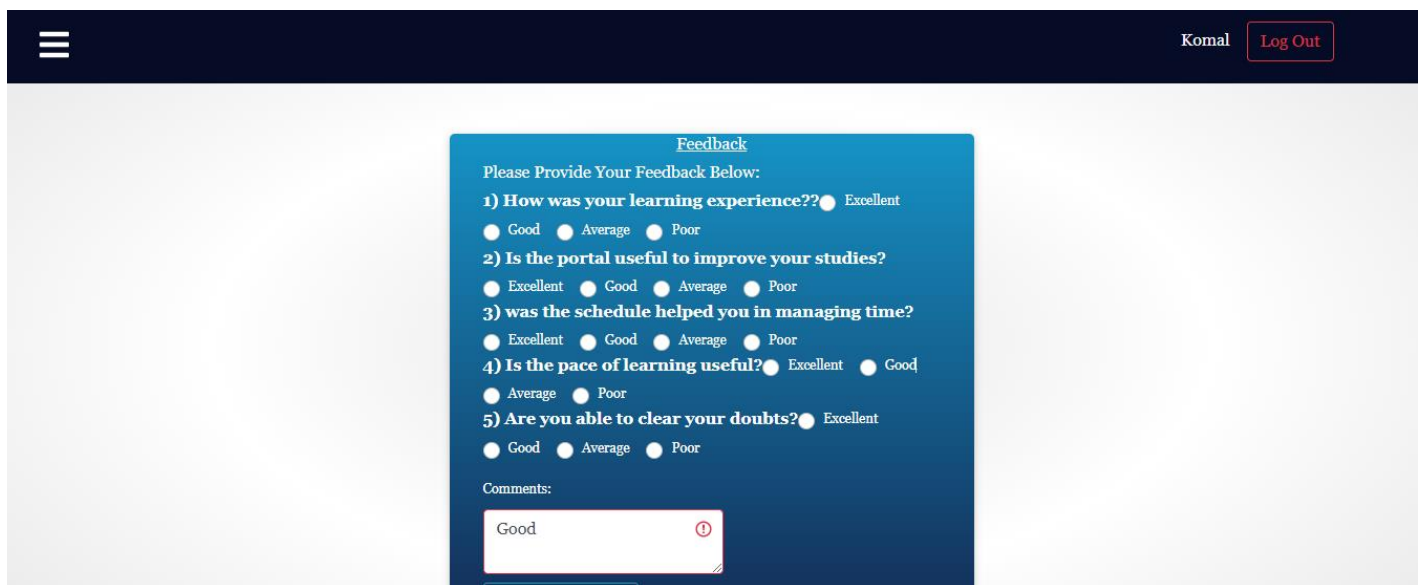 Komal Log Out
Feedback
Please Provide Your Feedback Below:
1) How was your learning experience?? Excellent
Good Average Poor
2) Is the portal useful to improve your studies?
Excellent Good Average Poor
3) was the schedule helped you in managing time?
Excellent Good Average Poor
4) Is the pace of learning useful? Excellent Good
Average Poor
5) Are you able to clear your doubts? Excellent
Good Average Poor
Comments:
Good